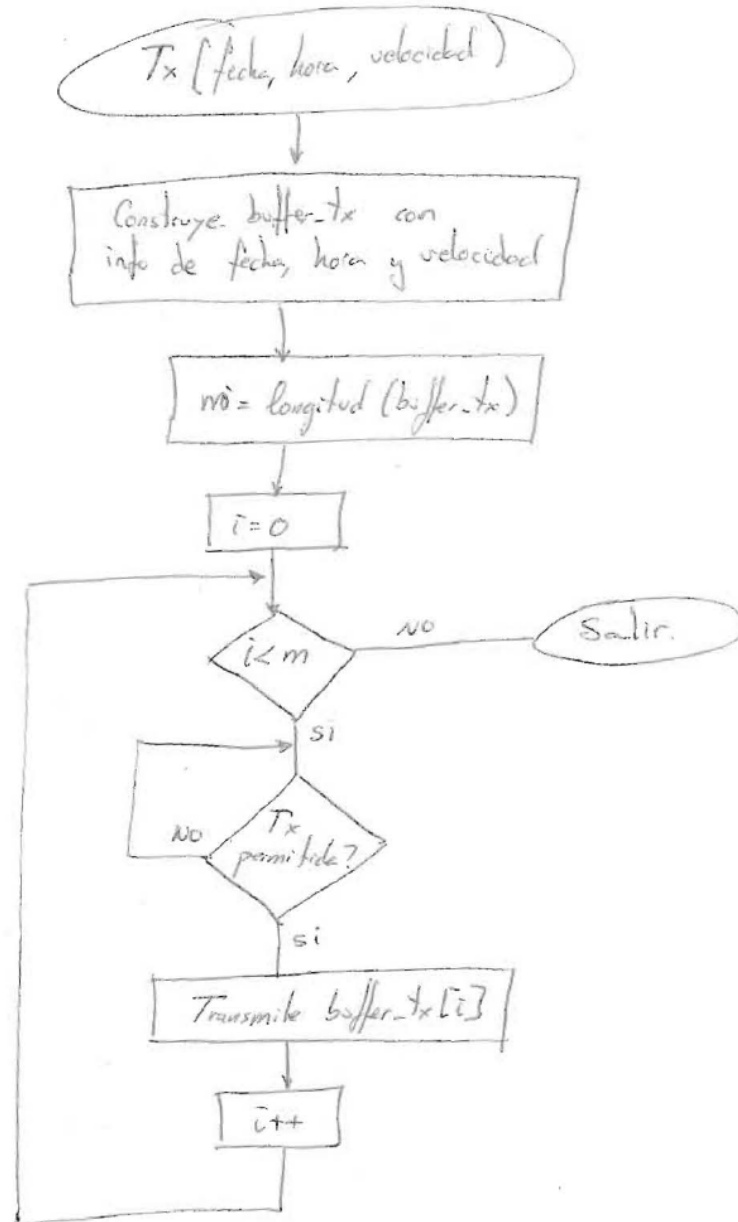 Tx (fecha, hora, velocidad)
Construye buffer_tx con
info de fecha, hora y velocidad
m = longitud (buffer_tx)
i=0
i<m
NO
Salir.
si
Tx
permitida?
NO
si
Transmite buffer_tx[i]
i++